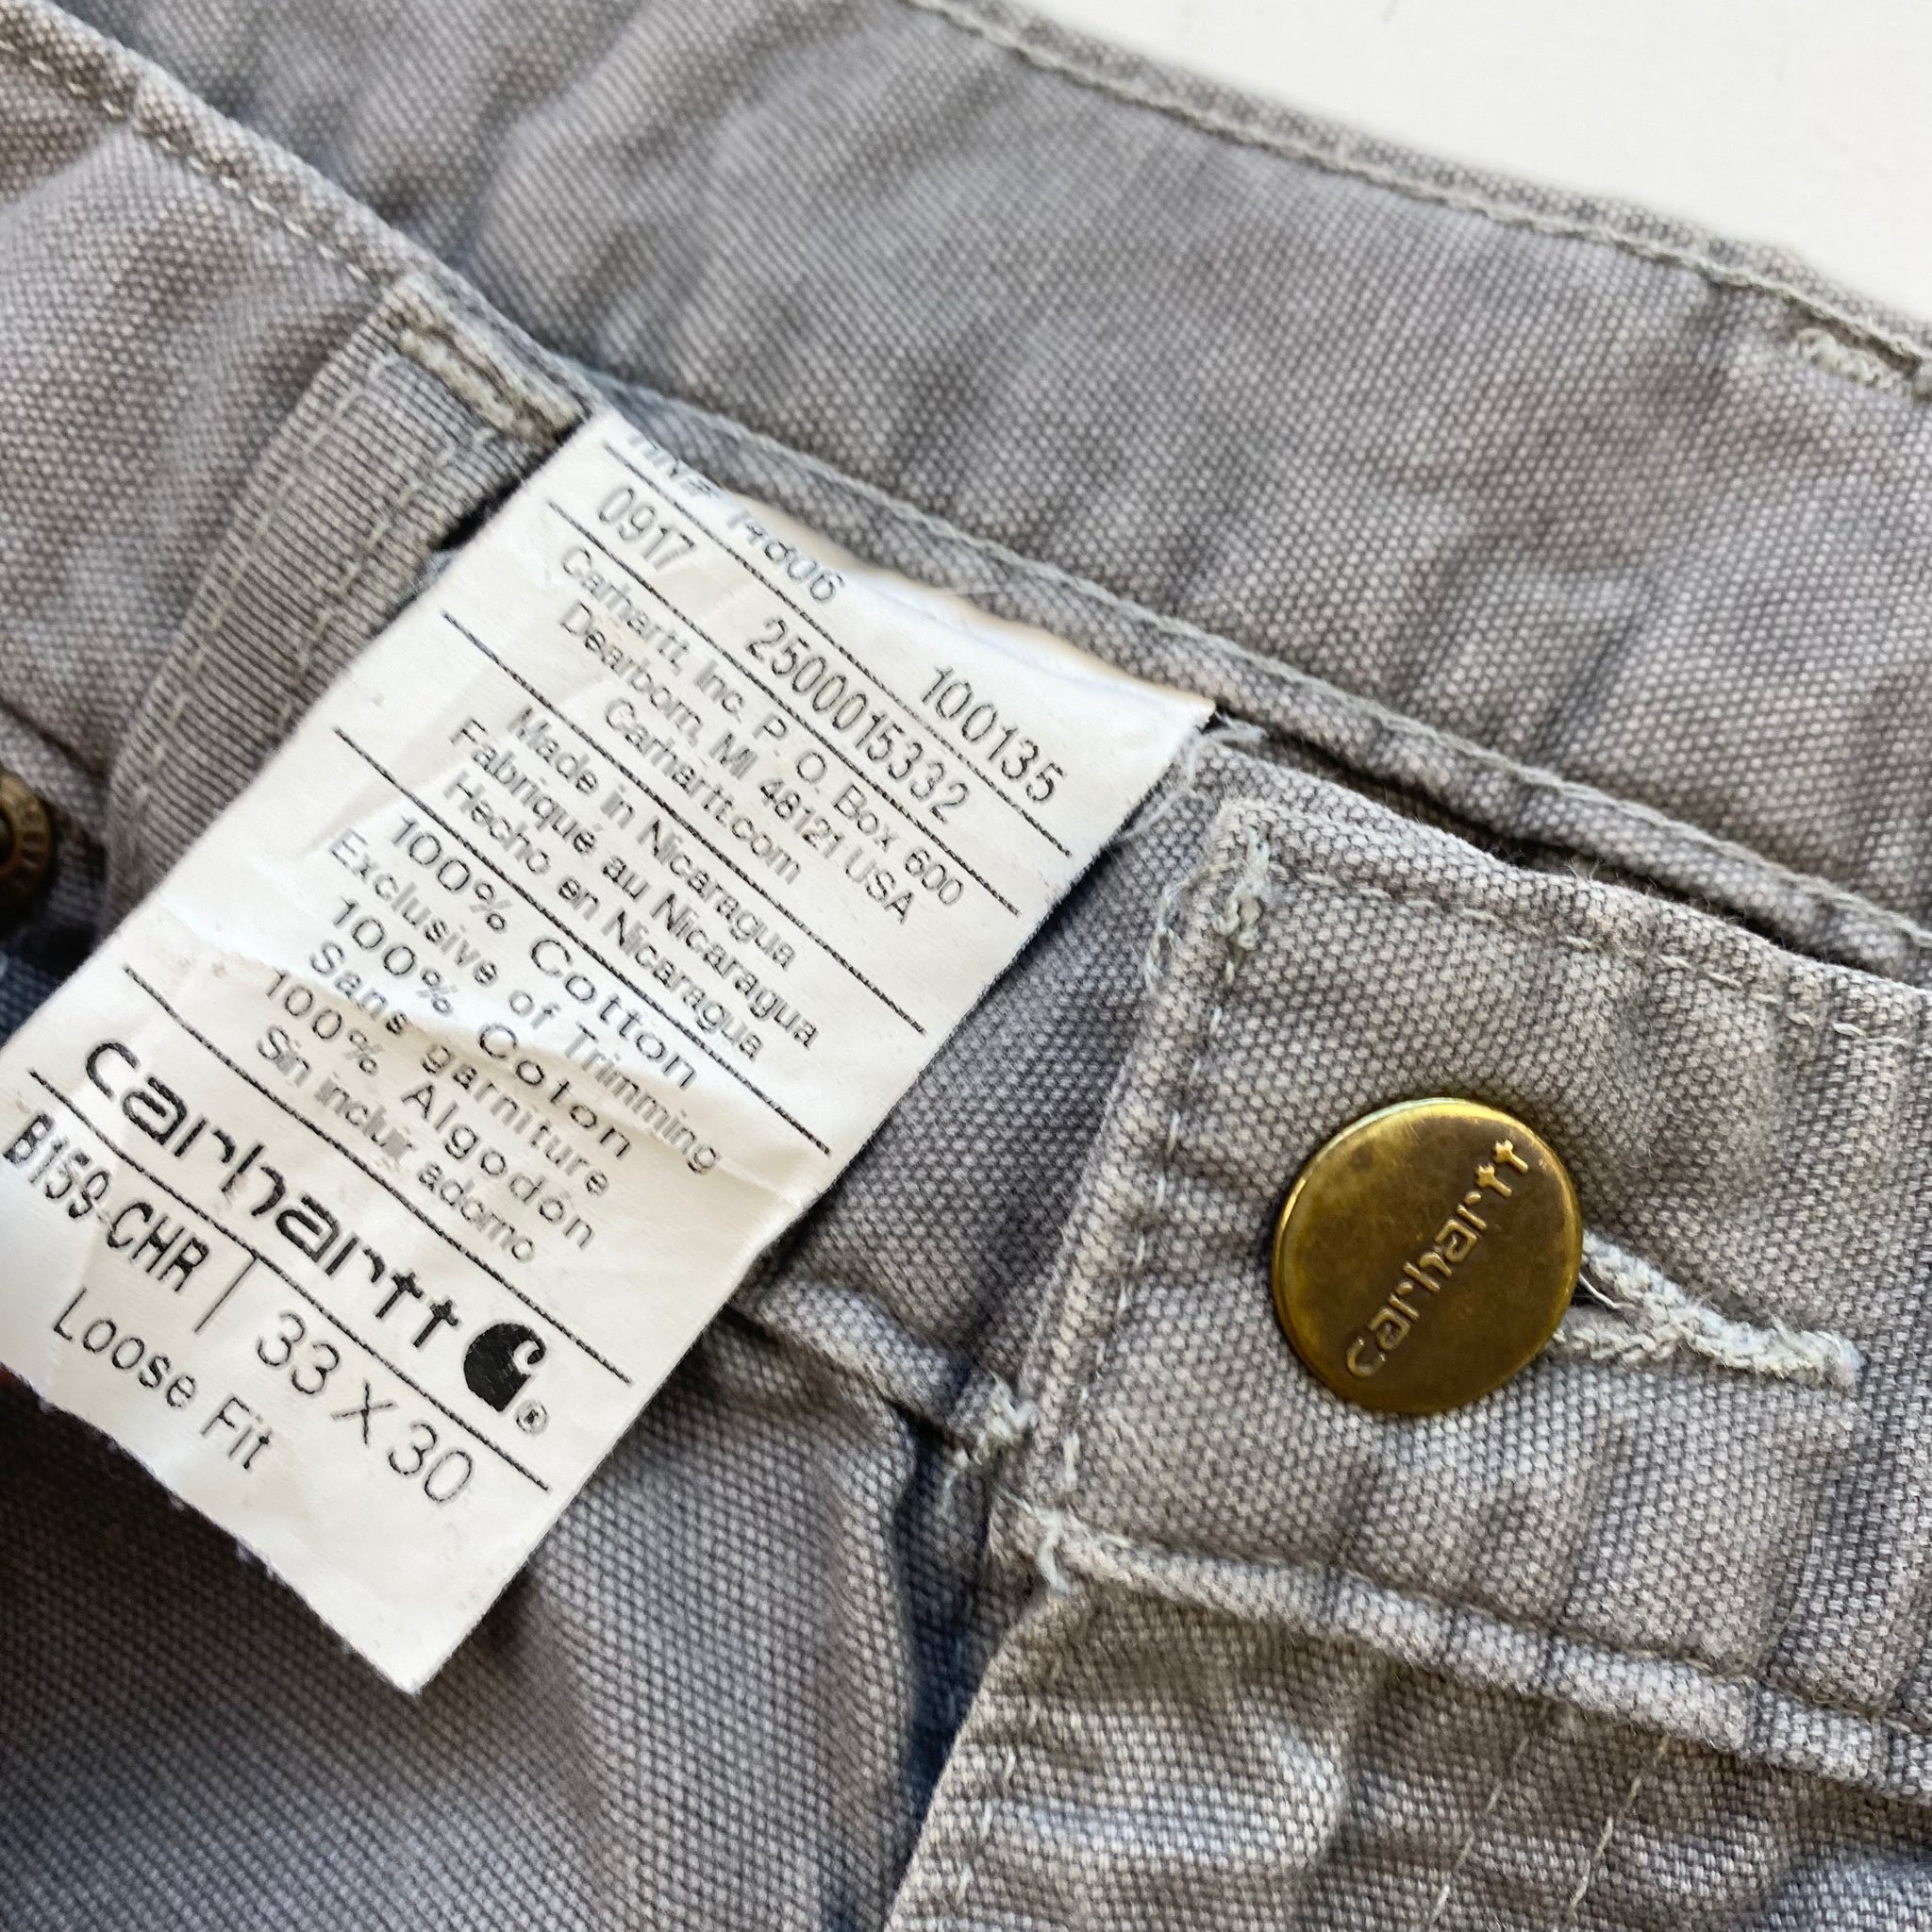 100135
0917 2500015332
Carhartt, Inc. P. O. Box 600
Dearborn, MI 48121 USA
Carhartt.com
Made in Nicaragua
Fabriqué au Nicaragua
Hecho en Nicaragua
100% Cotton
Exclusive of Trimming
100% Coton
Sans garniture
100% Algodón
Sin incluir adorno
carhartt ®
B159-CHR 33 X 30
Loose Fit
carhartt